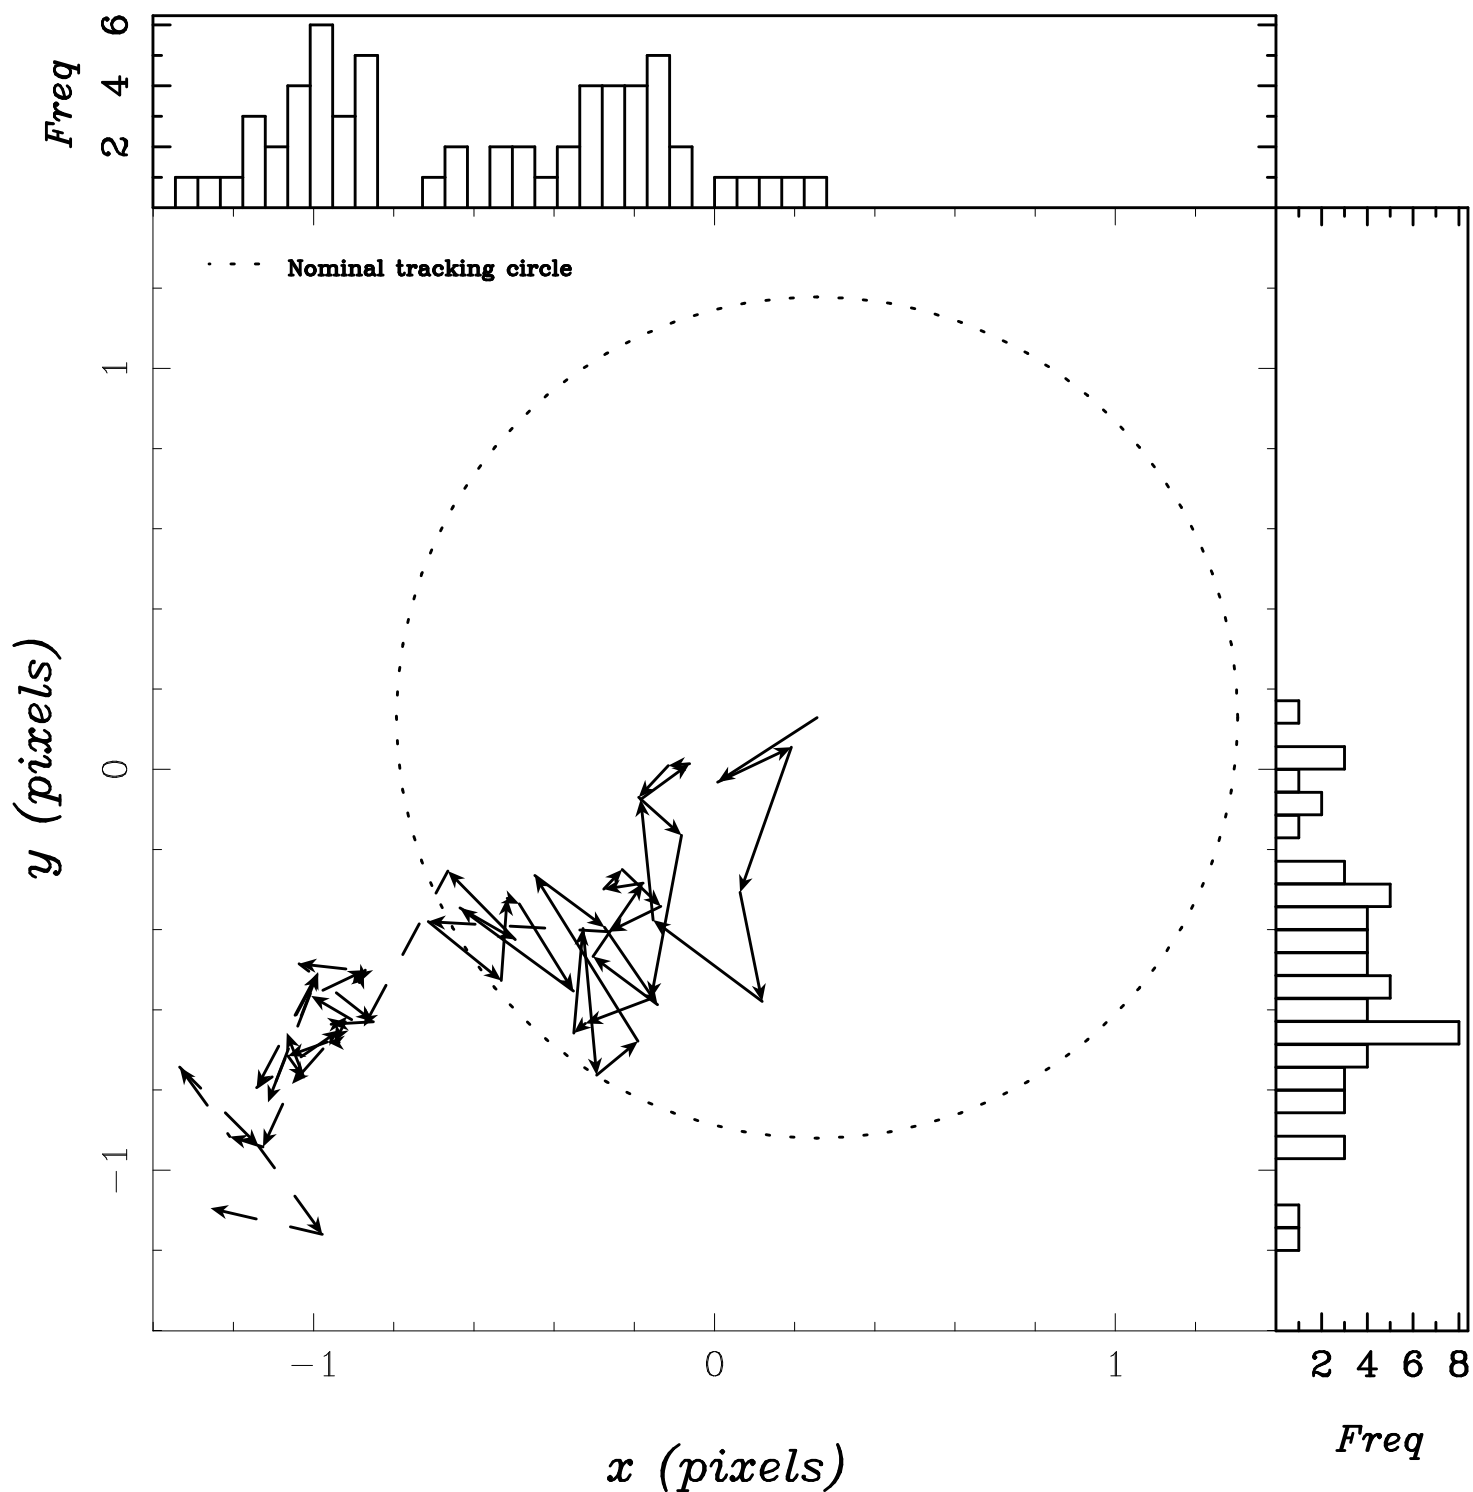 6
4
2
Freq
Nominal tracking circle
1
0
−1
y (pixels)
−1 0 1
2 4 6 8
x (pixels)
Freq